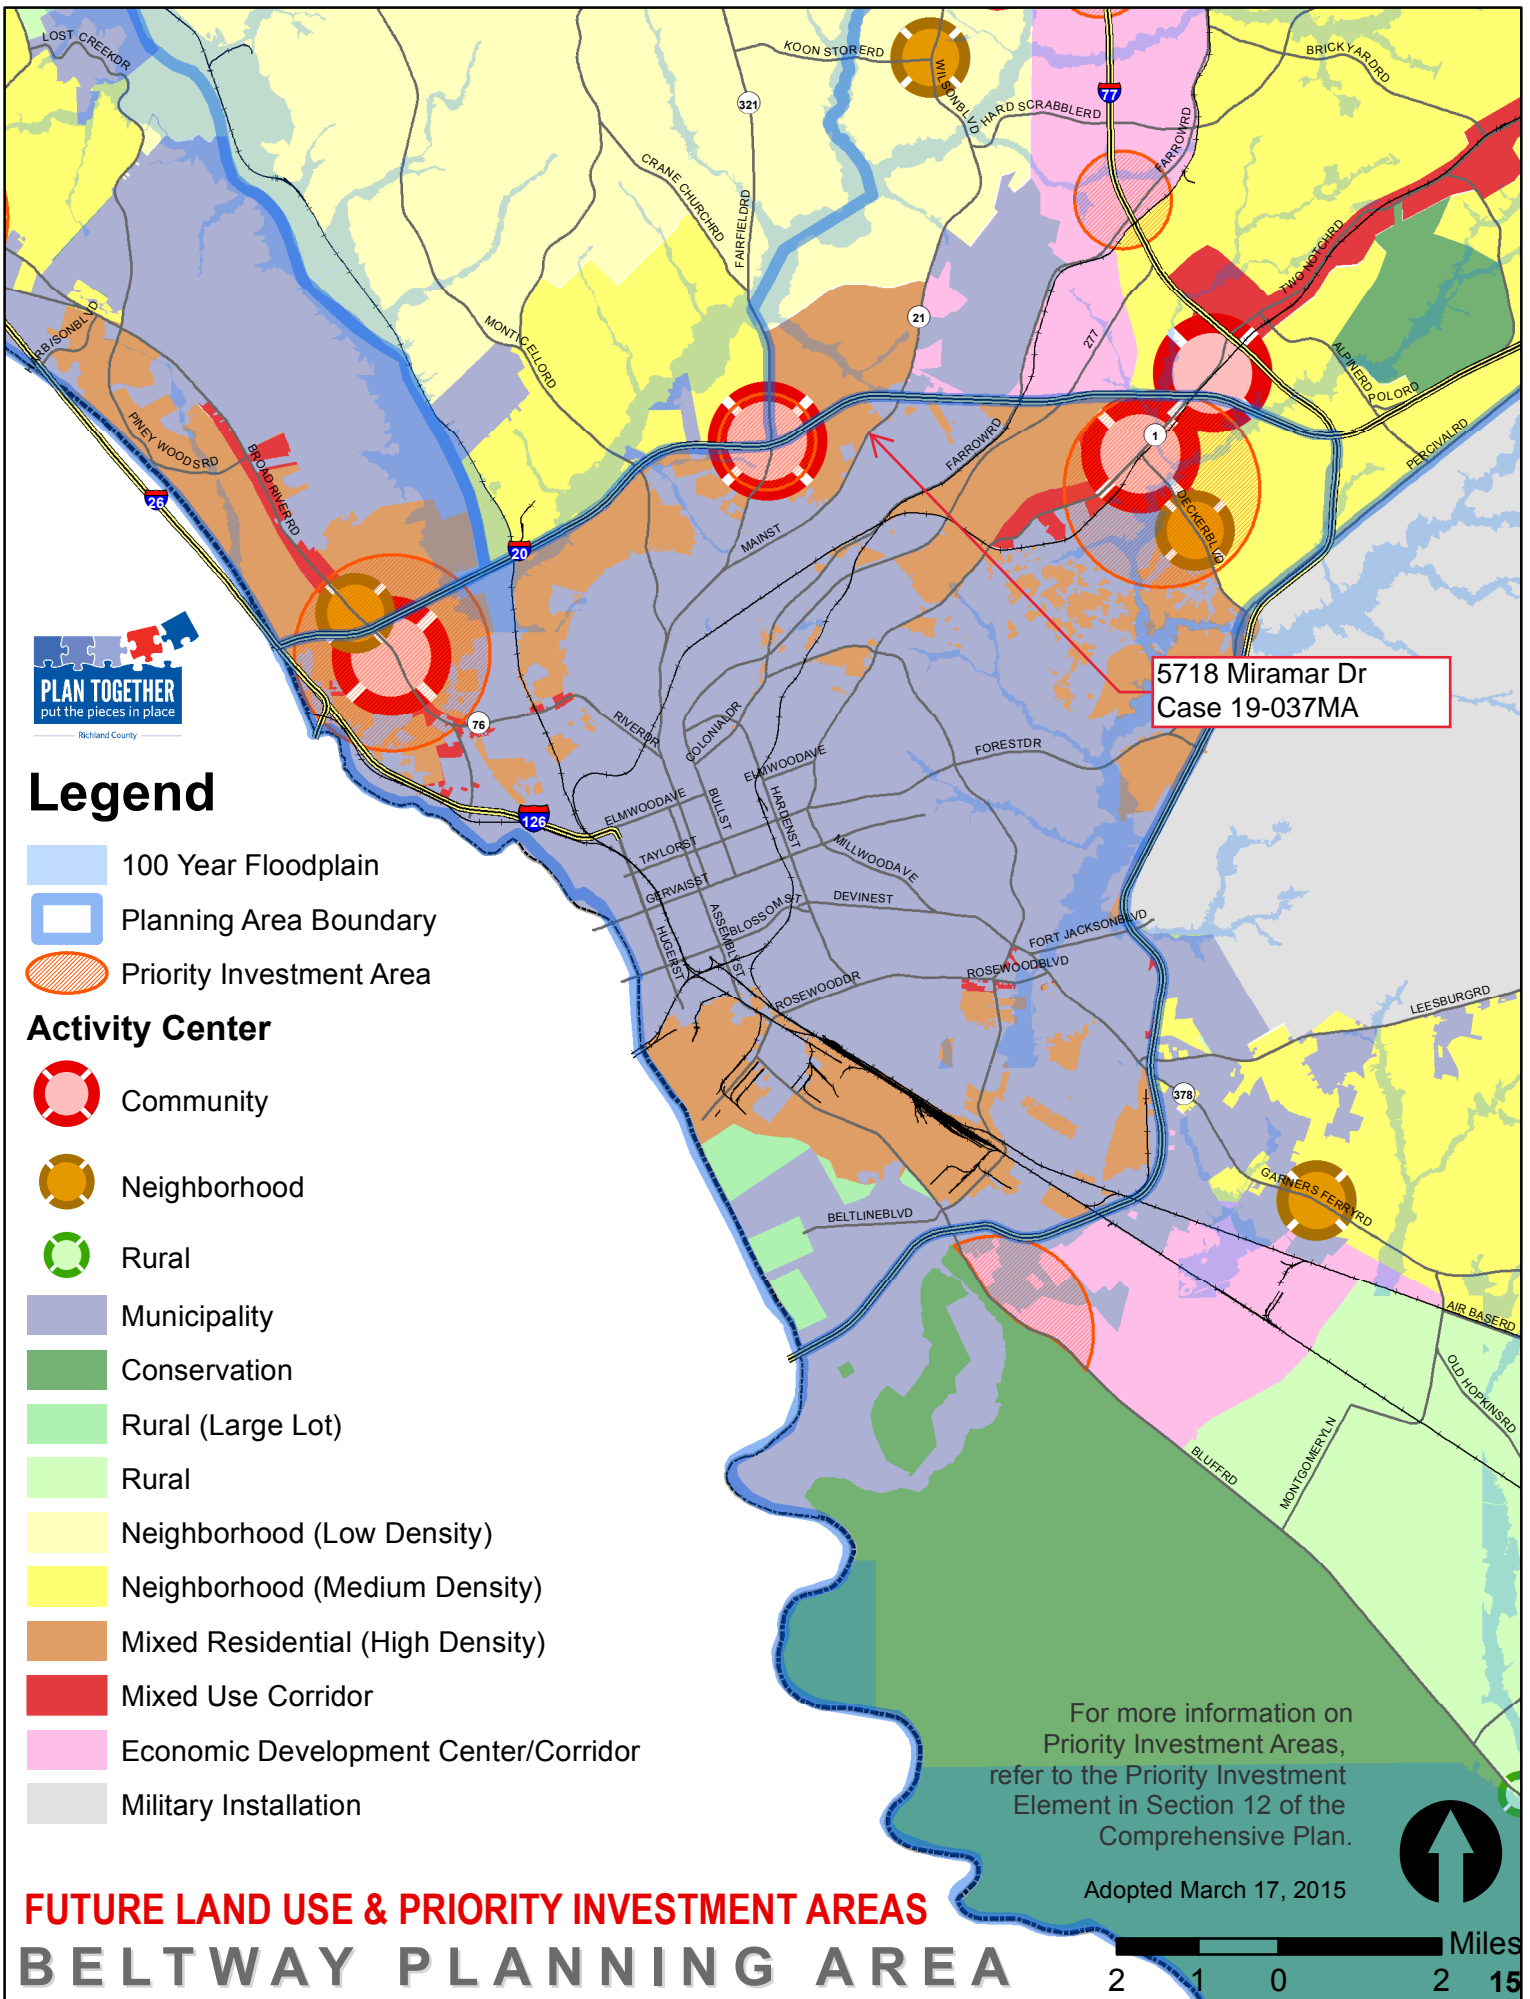 LOST CREEKDR
KOON STORERD
WILSONBLVD
HARD SCRABBLERD
77
BRICKYARDRD
FARROWRD
321
CRANE CHURCHRD
FAIRFIELDRD
TWO NOTCHRD
HARBISONBLVD
MONTICELLORD
21
277
ALPINERD
POLORD
PERCIVALRD
PINEY WOODSRD
BROAD RIVERRD
26
20
MAINST
FARROWRD
1
DECKERBLVD
5718 Miramar Dr
Case 19-037MA
PLAN TOGETHER
put the pieces in place
Richland County
76
RIVERDR
COLONIALDR
ELMWOODAVE
FORESTDR
126
ELMWOODAVE
BULLST
HARDENST
TAYLORST
MILLWOODAVE
GERVAISST
DEVINEST
HUGERST
ASSEMBLYST
BLOSSOMST
FORT JACKSONBLVD
ROSEWOODDR
ROSEWOODBLVD
LEESBURGRD
378
GARNERS FERRYRD
BELTLINEBLVD
AIR BASERD
OLD HOPKINSRD
MONTGOMERYLN
BLUFFRD
Legend
100 Year Floodplain
Planning Area Boundary
Priority Investment Area
Activity Center
Community
Neighborhood
Rural
Municipality
Conservation
Rural (Large Lot)
Rural
Neighborhood (Low Density)
Neighborhood (Medium Density)
Mixed Residential (High Density)
Mixed Use Corridor
Economic Development Center/Corridor
Military Installation
For more information on
Priority Investment Areas,
refer to the Priority Investment
Element in Section 12 of the
Comprehensive Plan.
Adopted March 17, 2015
FUTURE LAND USE & PRIORITY INVESTMENT AREAS
BELTWAY PLANNING AREA
Miles
2 1 0 2
15